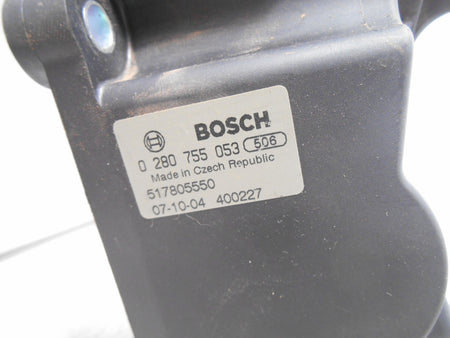 BOSCH
0 280 755 053 506
Made in Czech Republic
517805550
07-10-04 400227